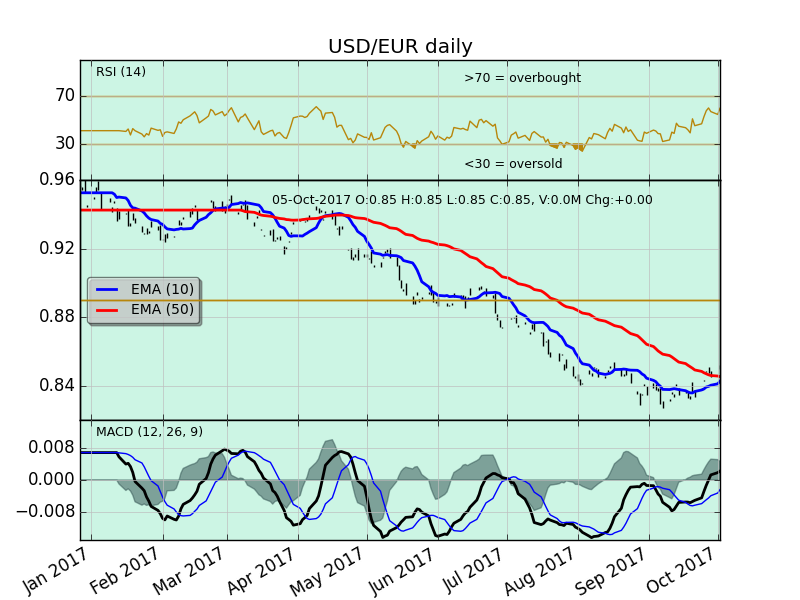 USD/EUR daily
RSI (14)
>70 = overbought
70
30
<30 = oversold
0.96
05-Oct-2017 O:0.85 H:0.85 L:0.85 C:0.85, V:0.0M Chg:+0.00
0.92
EMA (10)
EMA (50)
0.88
0.84
MACD (12, 26, 9)
0.008
0.000
−0.008
Jan 2017
Feb 2017
Mar 2017
Apr 2017
May 2017
Jun 2017
Jul 2017
Aug 2017
Sep 2017
Oct 2017